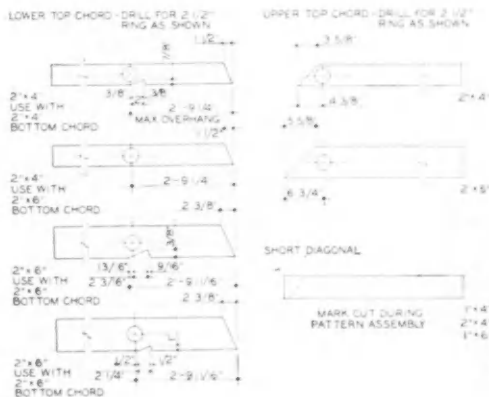 LOWER TOP CHORD - DRILL FOR 2 1/2"
RING AS SHOWN
1 1/2"
7/8"
3/8" 3/8"
2'-9 1/4"
MAX OVERHANG
2"x4"
USE WITH
2"x4"
BOTTOM CHORD
1 1/2"
2"x4"
USE WITH
2"x6"
BOTTOM CHORD
2'-9 1/4"
2 3/8"
13/16" 9/16"
2 3/16" 2'-9 11/16"
2"x6"
USE WITH
2"x6"
BOTTOM CHORD
2 3/8"
1/2" 1/2"
2 1/4" 2'-9 11/16"
2"x6"
USE WITH
2"x6"
BOTTOM CHORD
UPPER TOP CHORD - DRILL FOR 2 1/2"
RING AS SHOWN
3 5/8"
4 3/8"
2"x4"
5 5/8"
6 3/4"
2"x6"
SHORT DIAGONAL
MARK CUT DURING
PATTERN ASSEMBLY
1"x4"
2"x4"
1"x6"